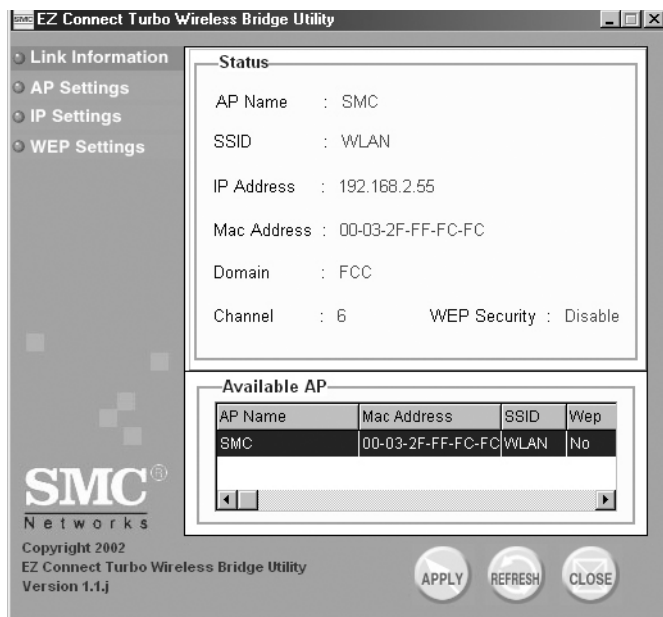 SMC EZ Connect Turbo Wireless Bridge Utility
Link Information
AP Settings
IP Settings
WEP Settings
Status
AP Name : SMC
SSID : WLAN
IP Address : 192.168.2.55
Mac Address : 00-03-2F-FF-FC-FC
Domain : FCC
Channel : 6 WEP Security : Disable
Available AP
AP Name Mac Address SSID Wep
SMC 00-03-2F-FF-FC-FC WLAN No
SMC®
Networks
Copyright 2002
EZ Connect Turbo Wireless Bridge Utility
Version 1.1.j
APPLY REFRESH CLOSE